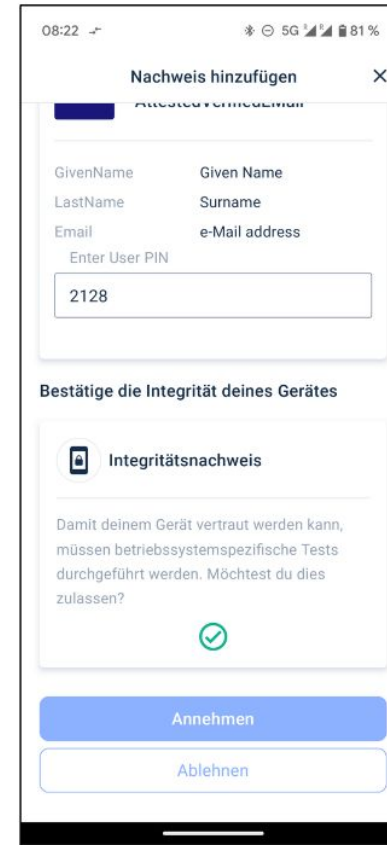 08:22 5G 81 %
Nachweis hinzufügen
AttestedVerifiedEMail
GivenName Given Name
LastName Surname
Email e-Mail address
Enter User PIN
2128
Bestätige die Integrität deines Gerätes
Integritätsnachweis
Damit deinem Gerät vertraut werden kann,
müssen betriebssystemspezifische Tests
durchgeführt werden. Möchtest du dies
zulassen?
Annehmen
Ablehnen